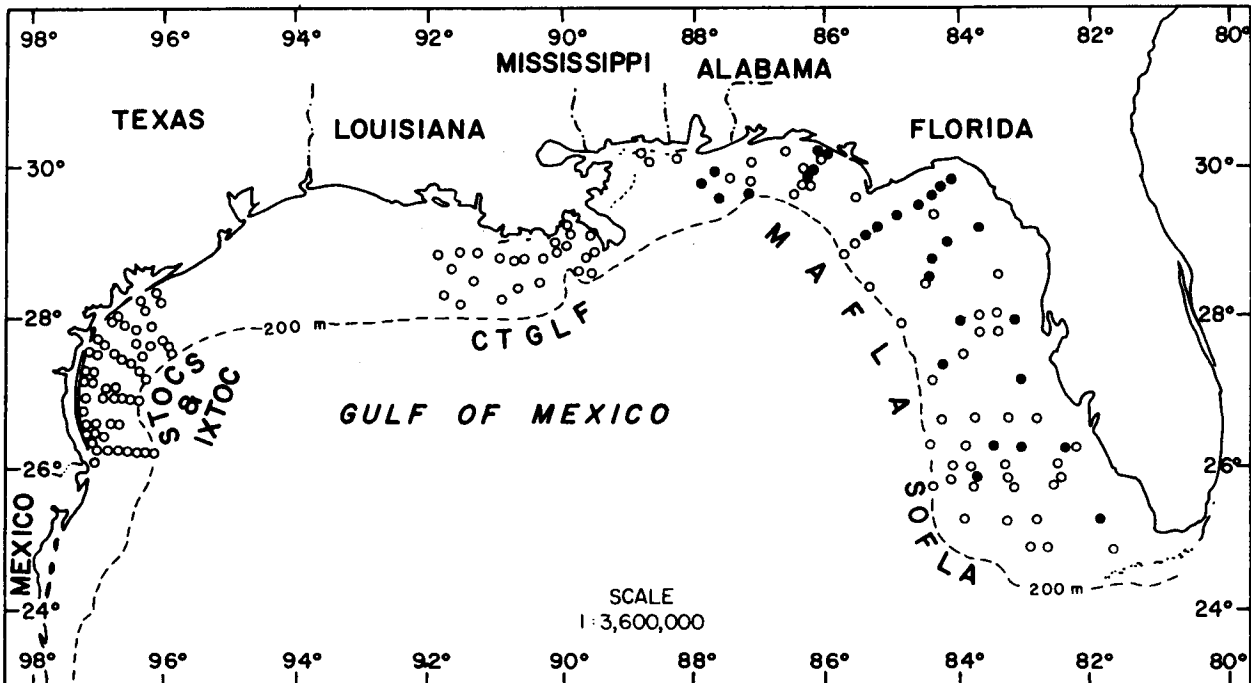 98° 96° 94° 92° 90° 88° 86° 84° 82° 80°
MISSISSIPPI
ALABAMA
TEXAS
LOUISIANA
FLORIDA
30° 30°
MAFLA
28° 28°
200 m
CTGLF
STOCS
&
IXTOC
GULF OF MEXICO
26° 26°
SOFLA
MEXICO
200 m
SCALE
1:3,600,000
24° 24°
98° 96° 94° 92° 90° 88° 86° 84° 82° 80°